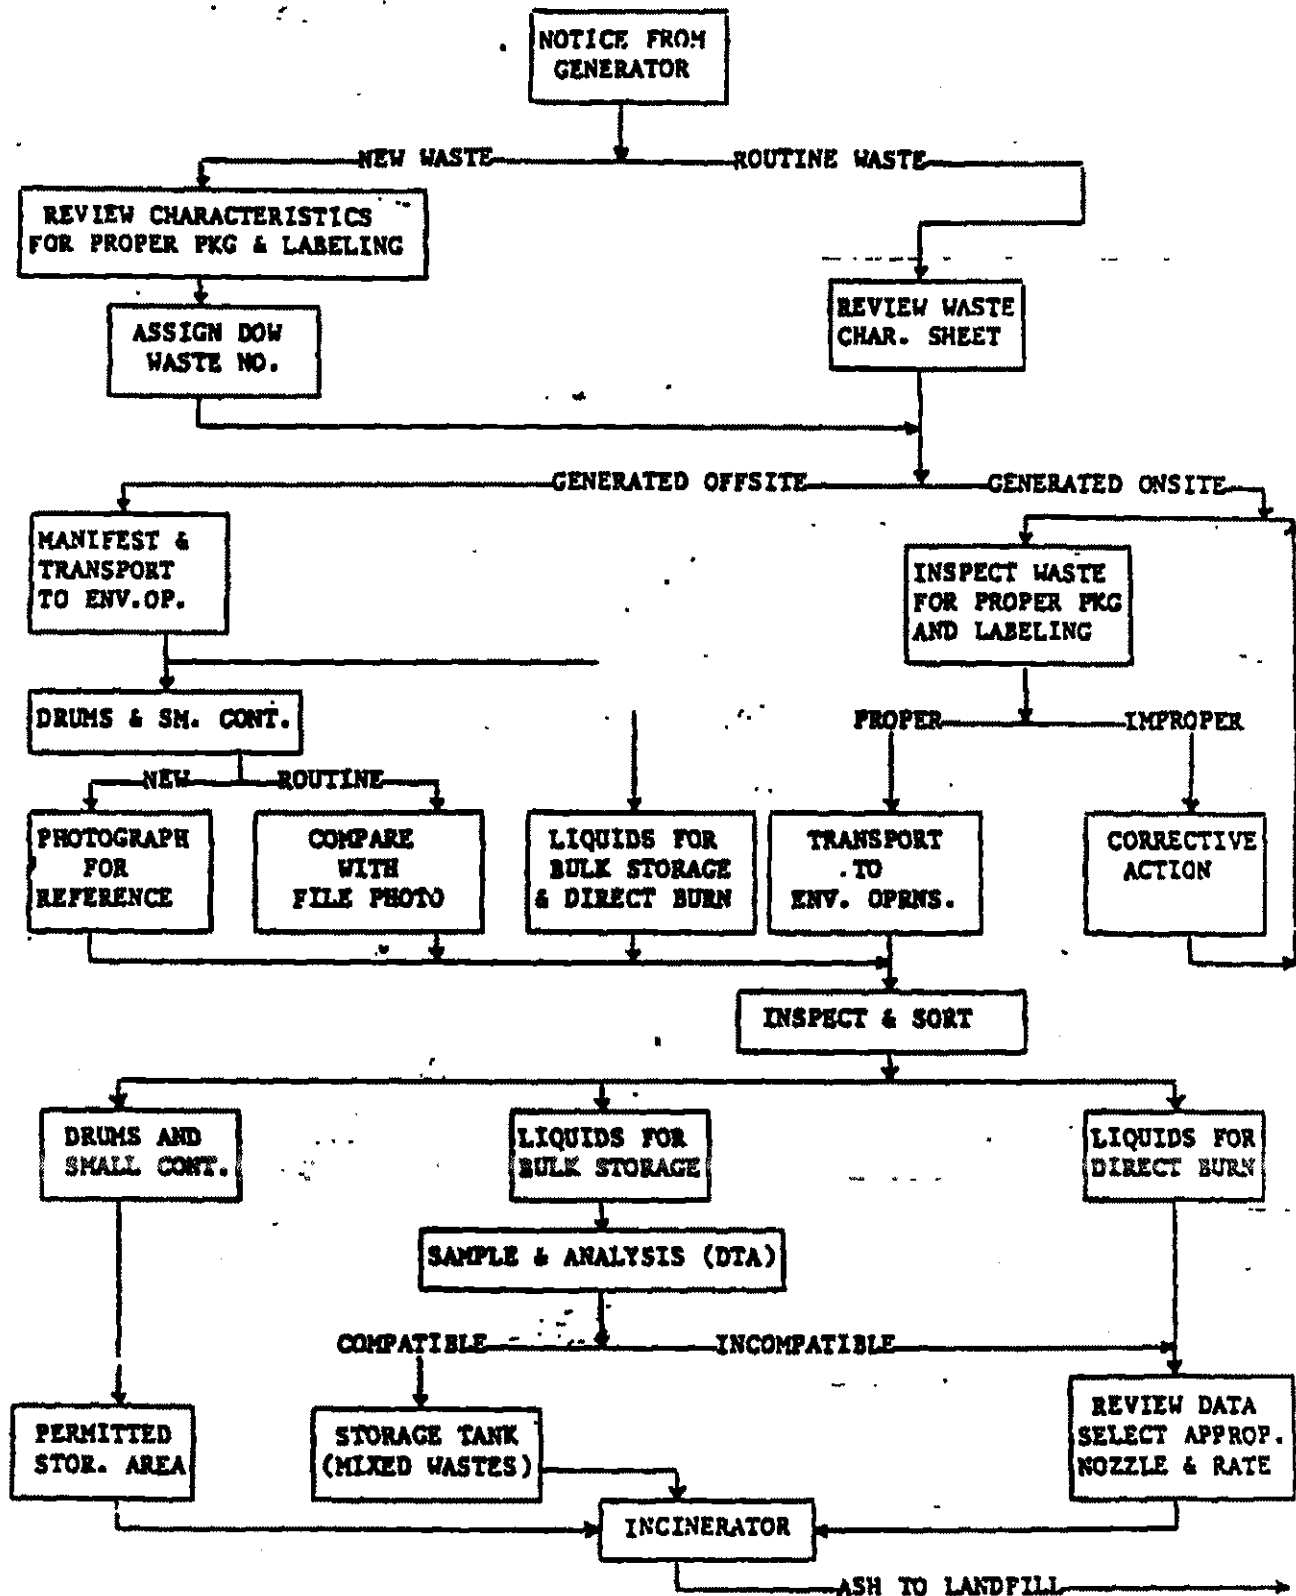 NOTICE FROM
GENERATOR
NEW WASTE
ROUTINE WASTE
REVIEW CHARACTERISTICS
FOR PROPER PKG & LABELING
ASSIGN DOW
WASTE NO.
REVIEW WASTE
CHAR. SHEET
GENERATED OFFSITE
GENERATED ONSITE
MANIFEST &
TRANSPORT
TO ENV.OP.
INSPECT WASTE
FOR PROPER PKG
AND LABELING
DRUMS & SM. CONT.
PROPER
IMPROPER
NEW
ROUTINE
PHOTOGRAPH
FOR
REFERENCE
COMPARE
WITH
FILE PHOTO
LIQUIDS FOR
BULK STORAGE
& DIRECT BURN
TRANSPORT
TO
ENV. OPRNS.
CORRECTIVE
ACTION
INSPECT & SORT
DRUMS AND
SMALL CONT.
LIQUIDS FOR
BULK STORAGE
LIQUIDS FOR
DIRECT BURN
SAMPLE & ANALYSIS (DTA)
COMPATIBLE
INCOMPATIBLE
PERMITTED
STOR. AREA
STORAGE TANK
(MIXED WASTES)
REVIEW DATA
SELECT APPROP.
NOZZLE & RATE
INCINERATOR
ASH TO LANDFILL